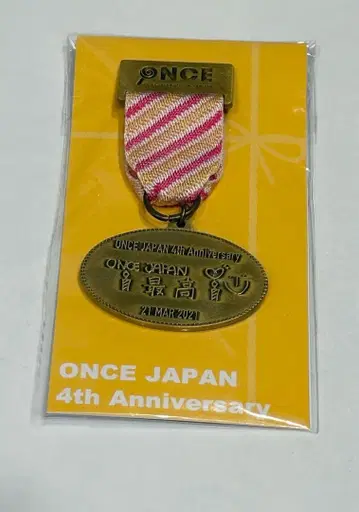 ONCE
ONCE JAPAN 4th Anniversary
ONCE JAPAN
最高
21 MAR 2021
ONCE JAPAN
4th Anniversary